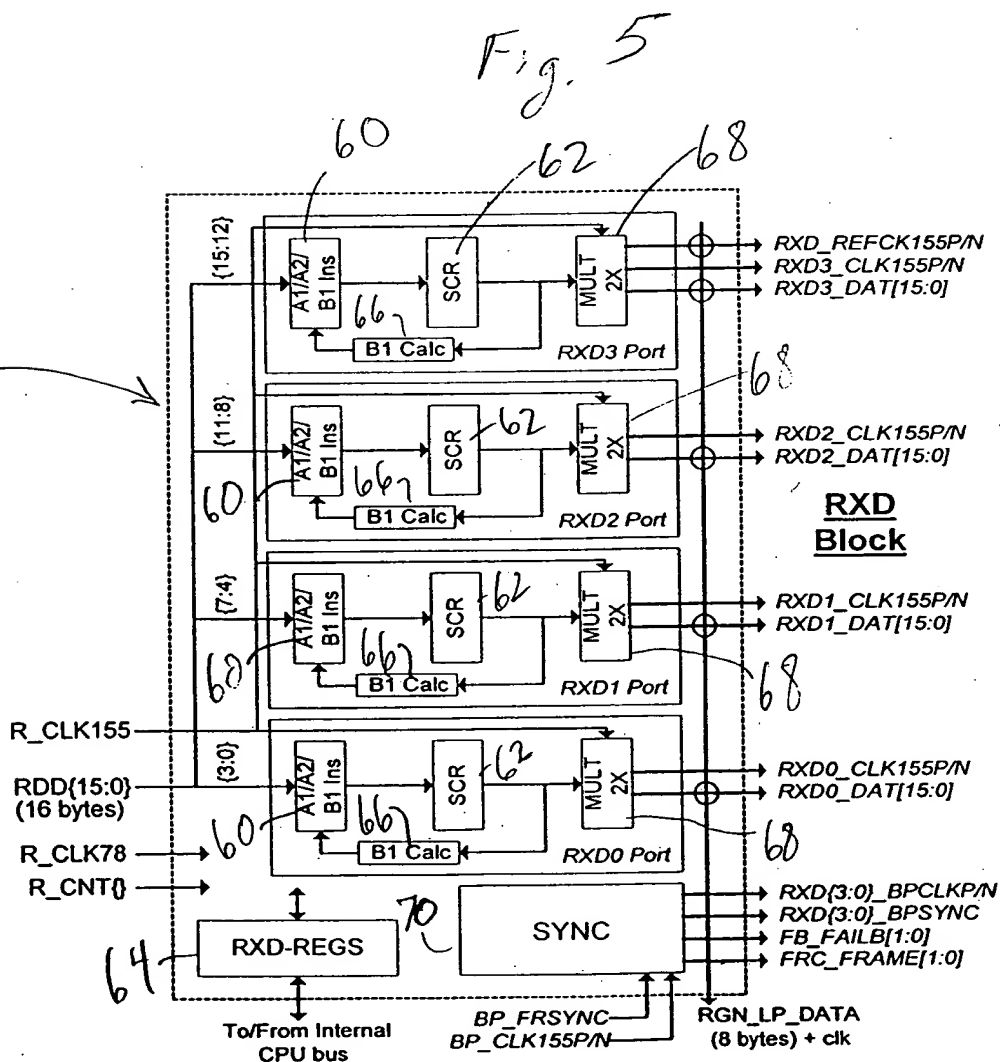 Fig. 5
60
62
68
{15:12}
A1/A2/
B1 Ins
SCR
MULT
2X
66
B1 Calc
RXD3 Port
RXD_REFCK155P/N
RXD3_CLK155P/N
RXD3_DAT[15:0]
{11:8}
A1/A2/
B1 Ins
60
SCR
62
MULT
2X
68
66
B1 Calc
RXD2 Port
RXD2_CLK155P/N
RXD2_DAT[15:0]
RXD
Block
{7:4}
A1/A2/
B1 Ins
60
SCR
62
MULT
2X
68
66
B1 Calc
RXD1 Port
RXD1_CLK155P/N
RXD1_DAT[15:0]
R_CLK155
RDD{15:0}
(16 bytes)
{3:0}
A1/A2/
B1 Ins
60
SCR
62
MULT
2X
68
66
B1 Calc
RXD0 Port
RXD0_CLK155P/N
RXD0_DAT[15:0]
R_CLK78
R_CNT{}
64
RXD-REGS
70
SYNC
RXD{3:0}_BPCLKP/N
RXD{3:0}_BPSYNC
FB_FAILB[1:0]
FRC_FRAME[1:0]
To/From Internal
CPU bus
BP_FRSYNC
BP_CLK155P/N
RGN_LP_DATA
(8 bytes) + clk